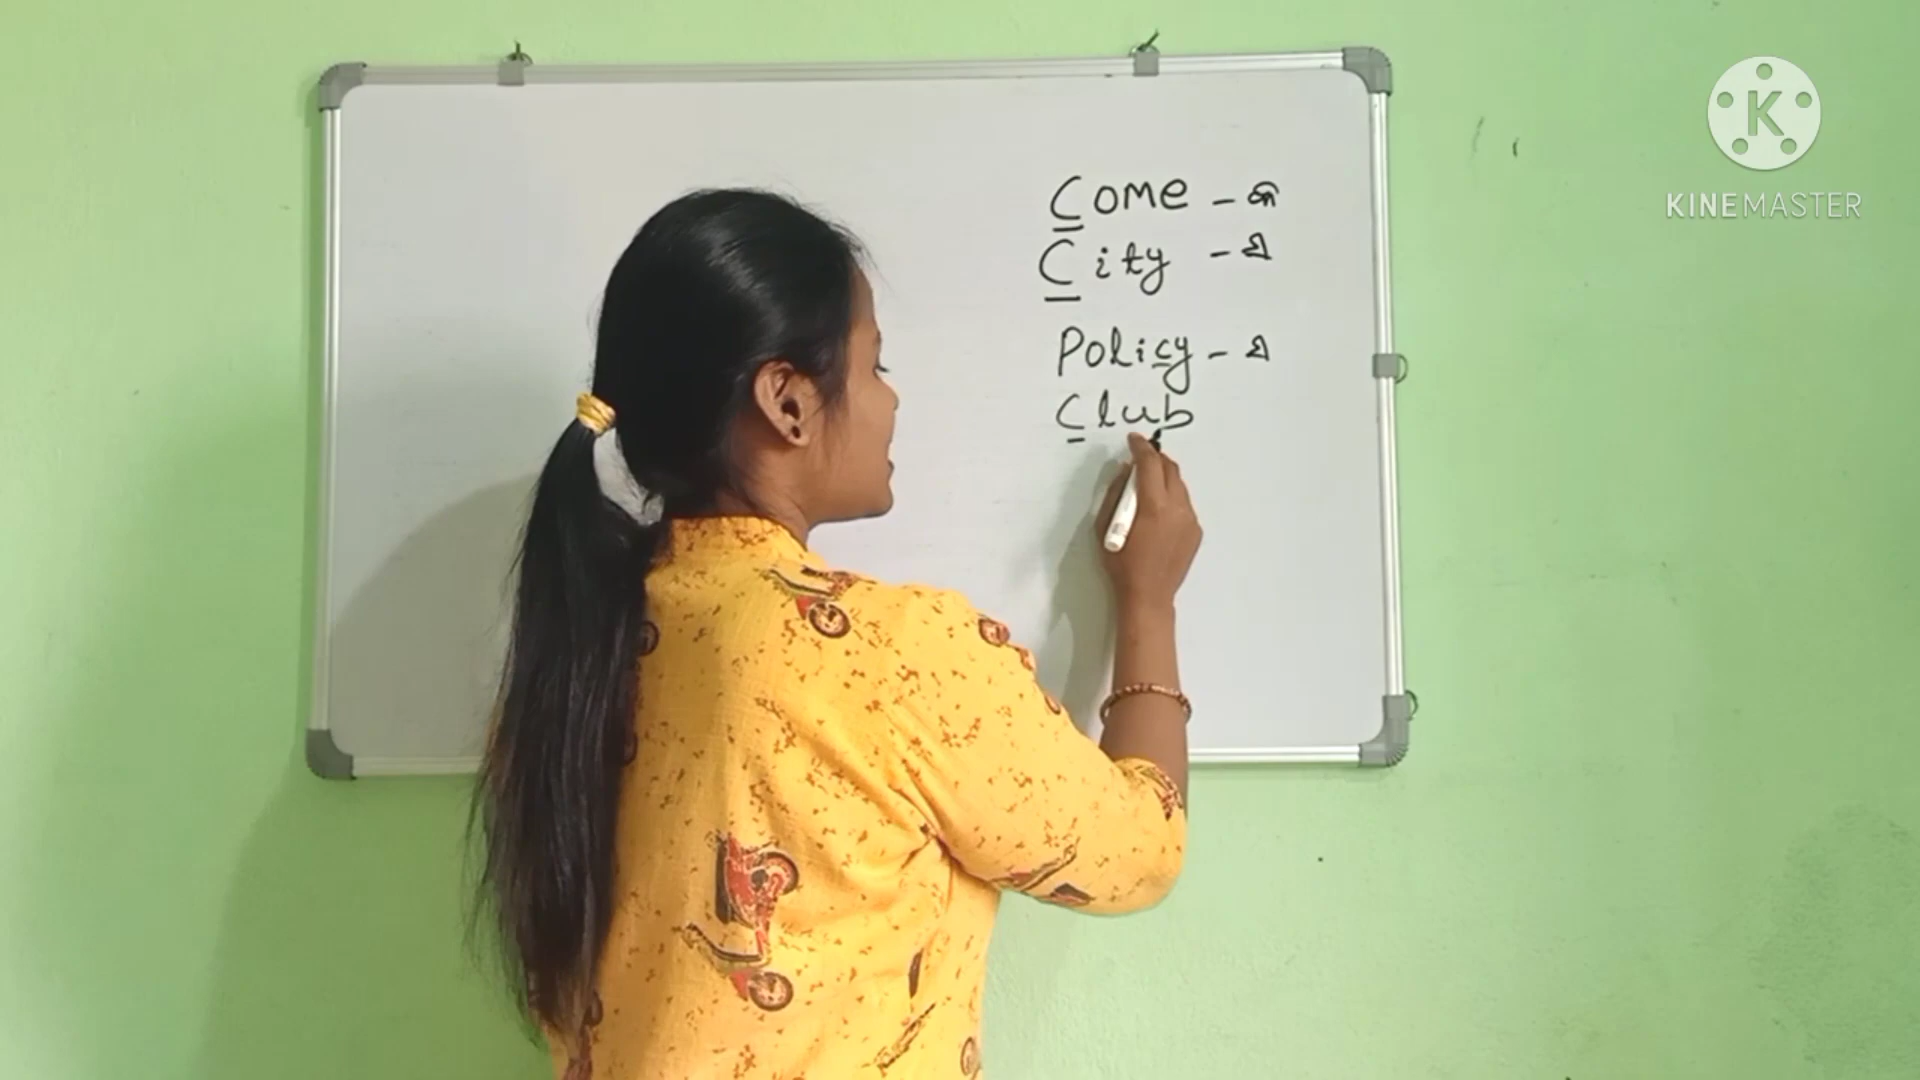 Come - କ
City - ସ
Policy - ସ
Club
KINEMASTER